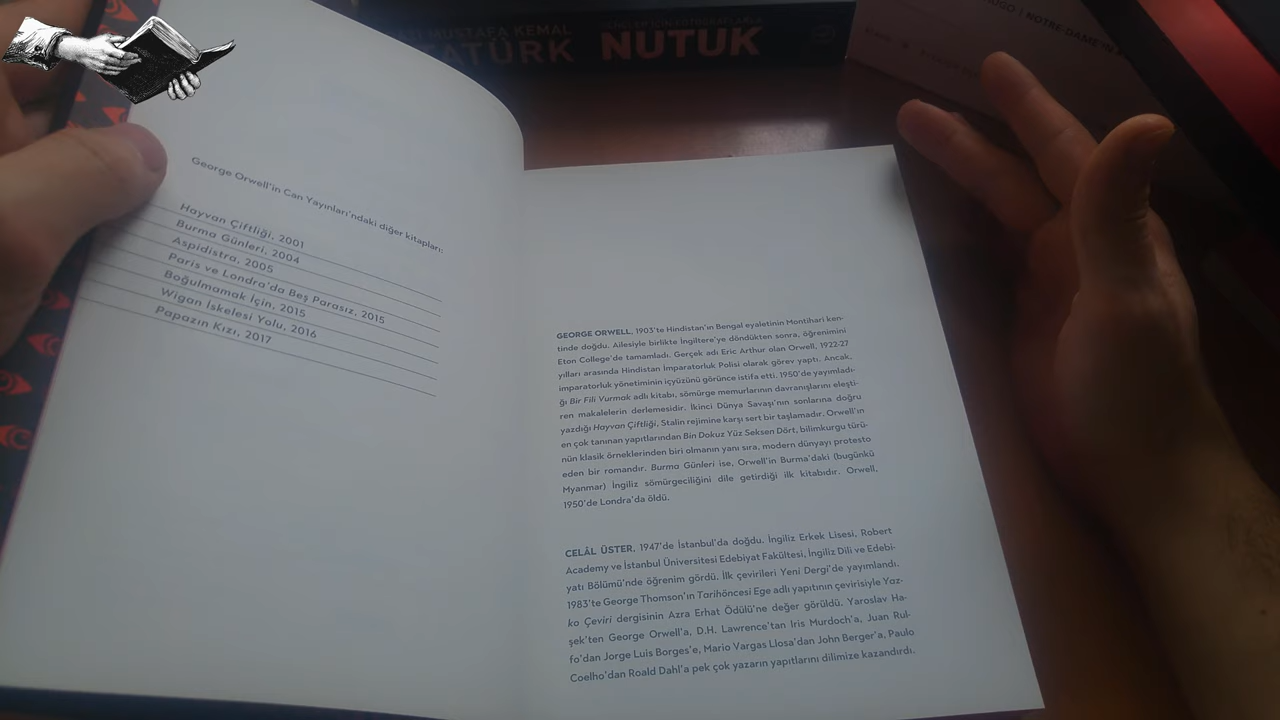 MUSTAFA KEMAL
ATATÜRK
NUTUK
HUGO | NOTRE-DAME'IN
George Orwell'in Can Yayınları'ndaki diğer kitapları:
Hayvan Çiftliği, 2001
Burma Günleri, 2004
Aspidistra, 2005
Paris ve Londra'da Beş Parasız, 2015
Boğulmamak İçin, 2015
Wigan İskelesi Yolu, 2016
Papazın Kızı, 2017
GEORGE ORWELL, 1903'te Hindistan'ın Bengal eyaletinin Montihari ken-
tinde doğdu. Ailesiyle birlikte İngiltere'ye döndükten sonra, öğrenimini
Eton College'de tamamladı. Gerçek adı Eric Arthur olan Orwell, 1922-27
yılları arasında Hindistan İmparatorluk Polisi olarak görev yaptı. Ancak,
imparatorluk yönetiminin içyüzünü görünce istifa etti. 1950'de yayımladı-
ğı Bir Fili Vurmak adlı kitabı, sömürge memurlarının davranışlarını eleşti-
ren makalelerin derlemesidir. İkinci Dünya Savaşı'nın sonlarına doğru
yazdığı Hayvan Çiftliği, Stalin rejimine karşı sert bir taşlamadır. Orwell'ın
en çok tanınan yapıtlarından Bin Dokuz Yüz Seksen Dört, bilimkurgu türü-
nün klasik örneklerinden biri olmanın yanı sıra, modern dünyayı protesto
eden bir romandır. Burma Günleri ise, Orwell'in Burma'daki (bugünkü
Myanmar) İngiliz sömürgeciliğini dile getirdiği ilk kitabıdır. Orwell,
1950'de Londra'da öldü.
CELÂL ÜSTER, 1947'de İstanbul'da doğdu. İngiliz Erkek Lisesi, Robert
Academy ve İstanbul Üniversitesi Edebiyat Fakültesi, İngiliz Dili ve Edebi-
yatı Bölümü'nde öğrenim gördü. İlk çevirileri Yeni Dergi'de yayımlandı.
1983'te George Thomson'ın Tarihöncesi Ege adlı yapıtının çevirisiyle Yaz-
ko Çeviri dergisinin Azra Erhat Ödülü'ne değer görüldü. Yaroslav Ha-
şek'ten George Orwell'a, D.H. Lawrence'tan Iris Murdoch'a, Juan Rul-
fo'dan Jorge Luis Borges'e, Mario Vargas Llosa'dan John Berger'a, Paulo
Coelho'dan Roald Dahl'a pek çok yazarın yapıtlarını dilimize kazandırdı.